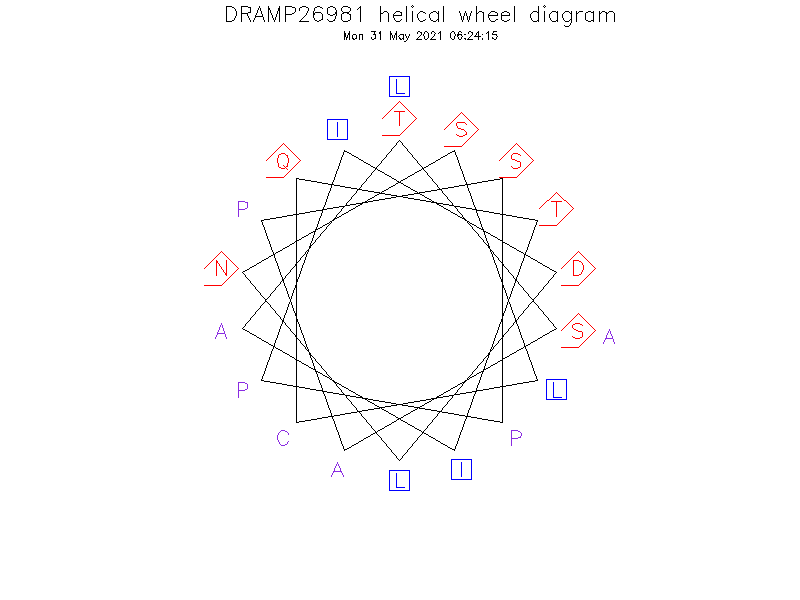 DRAMP26981 helical wheel diagram
Mon 31 May 2021 06:24:15
L
I T S
Q S
P T
N D
A S A
P L
C P
A I
L